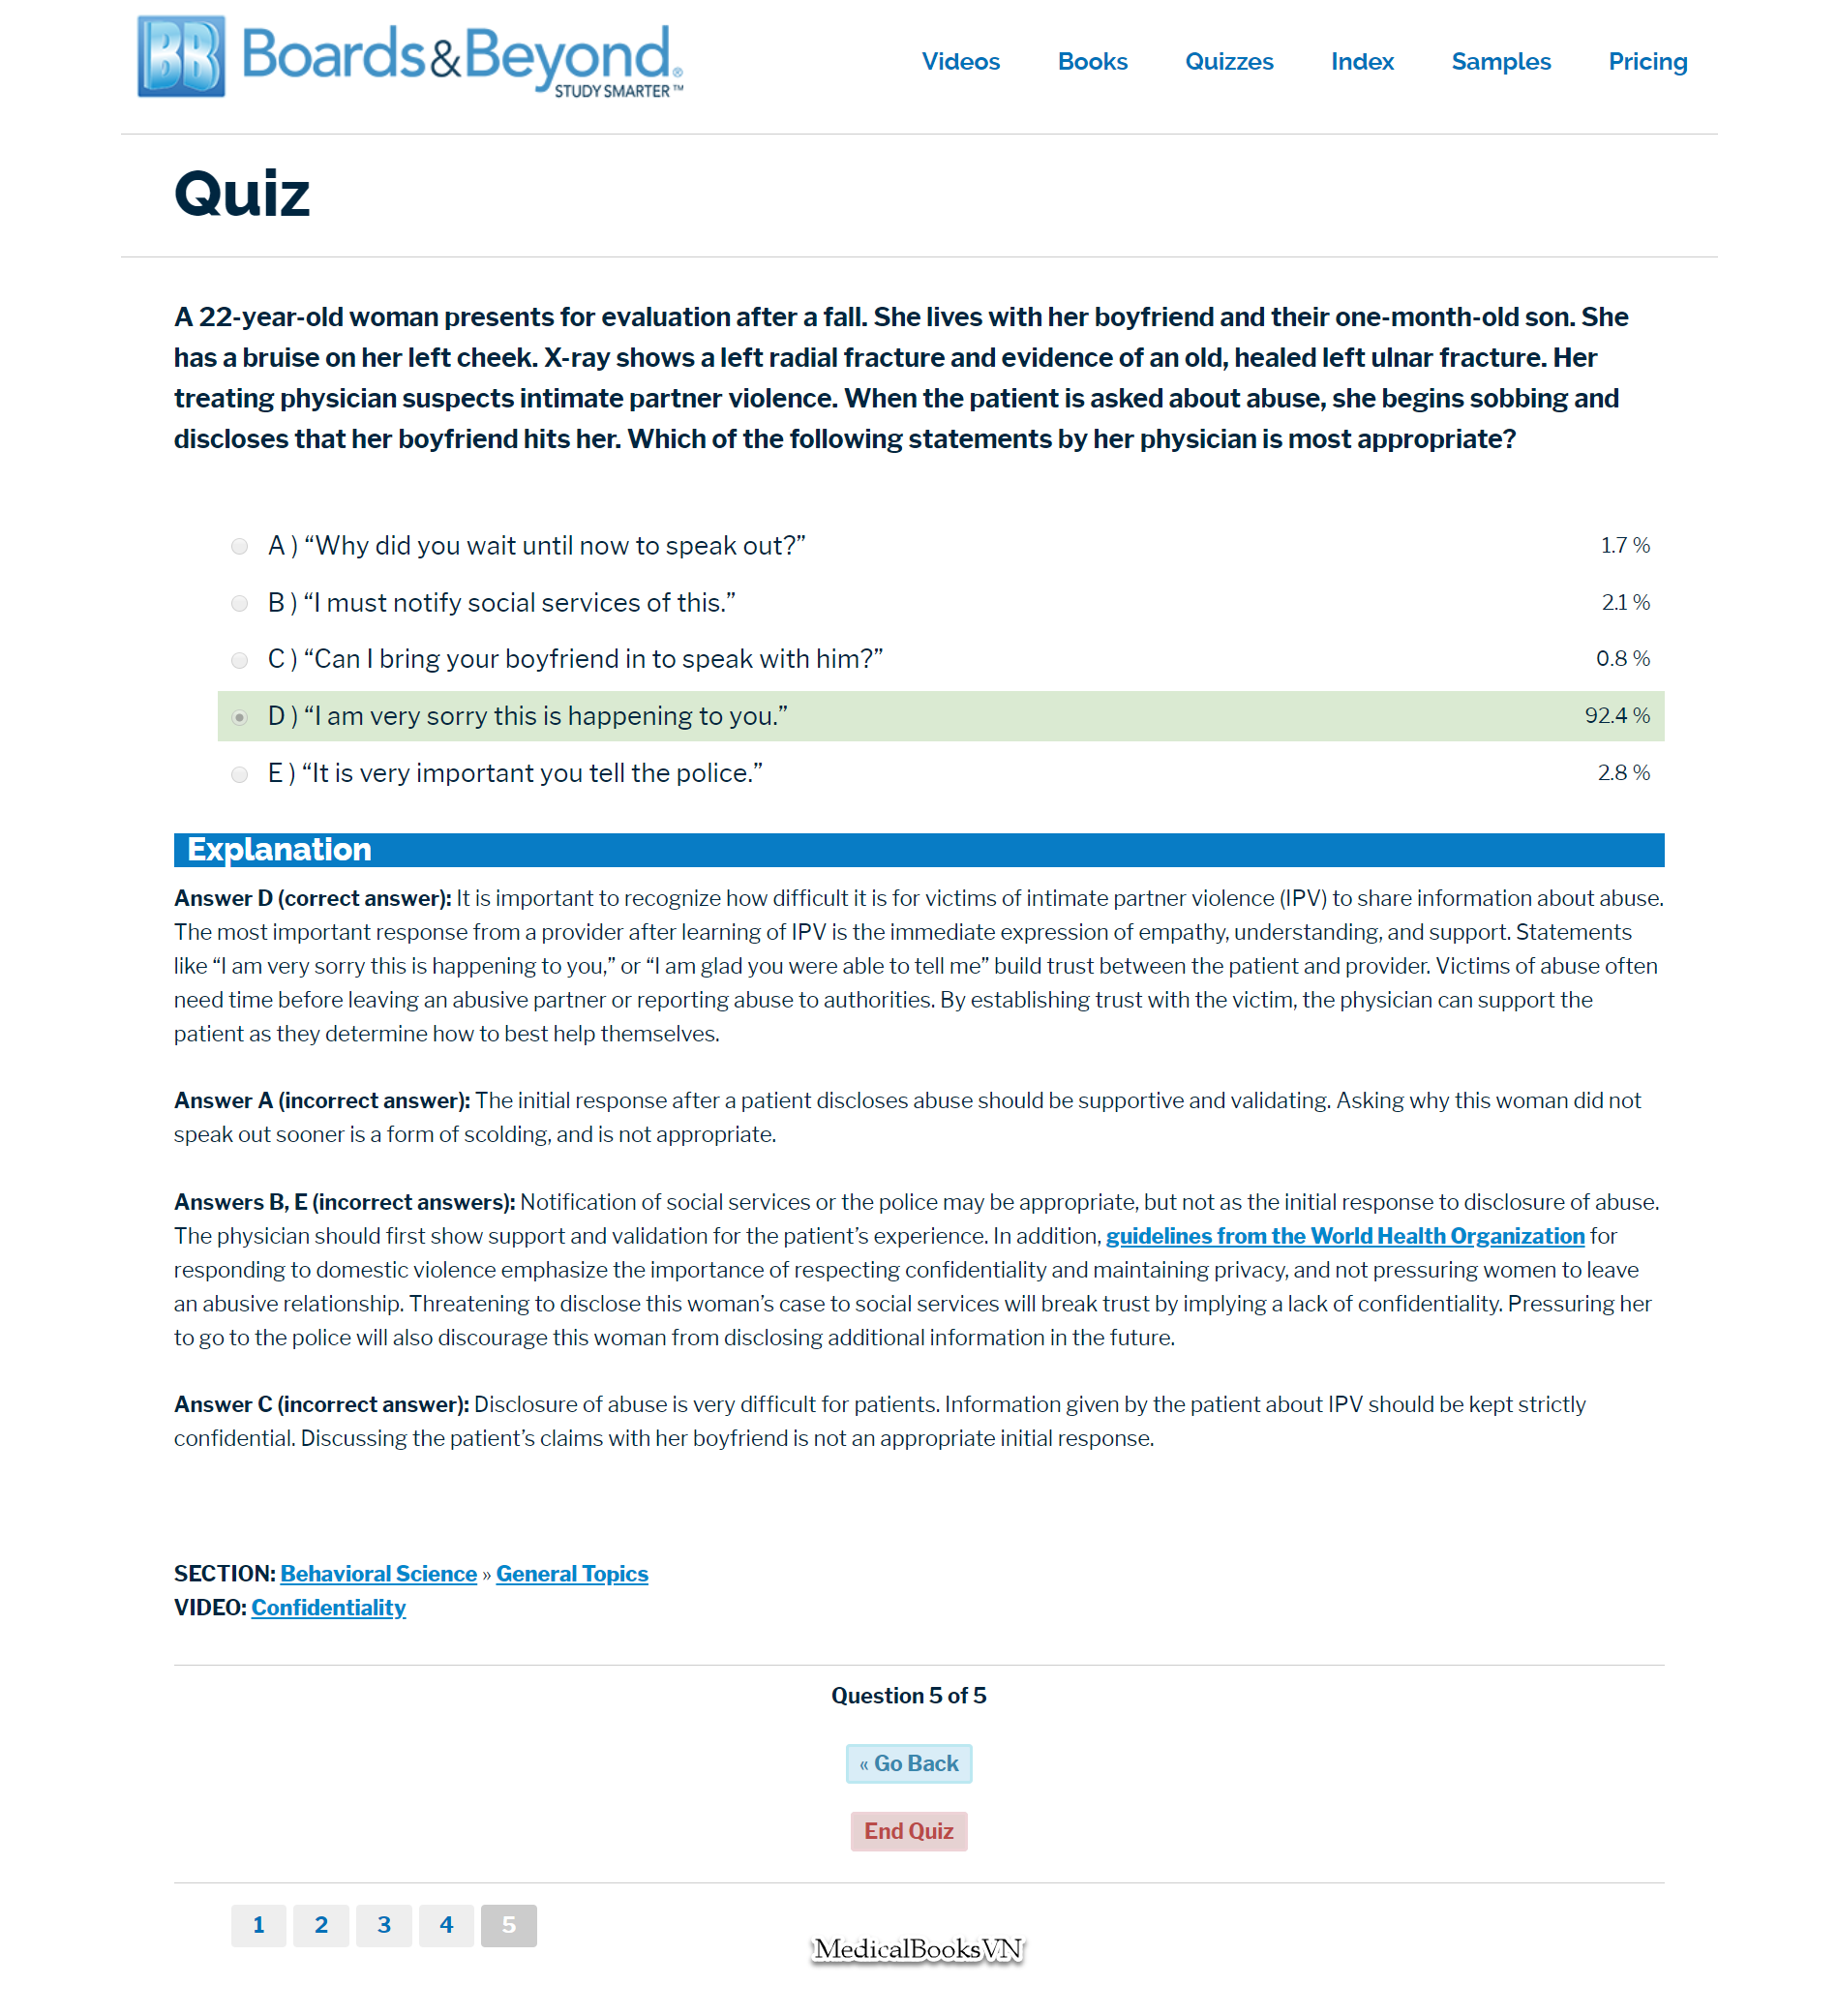 BB Boards&Beyond®
STUDY SMARTER™
Videos Books Quizzes Index Samples Pricing
Quiz
A 22-year-old woman presents for evaluation after a fall. She lives with her boyfriend and their one-month-old son. She
has a bruise on her left cheek. X-ray shows a left radial fracture and evidence of an old, healed left ulnar fracture. Her
treating physician suspects intimate partner violence. When the patient is asked about abuse, she begins sobbing and
discloses that her boyfriend hits her. Which of the following statements by her physician is most appropriate?
A ) “Why did you wait until now to speak out?” 1.7 %
B ) “I must notify social services of this.” 2.1 %
C ) “Can I bring your boyfriend in to speak with him?” 0.8 %
D ) “I am very sorry this is happening to you.” 92.4 %
E ) “It is very important you tell the police.” 2.8 %
Explanation
Answer D (correct answer): It is important to recognize how difficult it is for victims of intimate partner violence (IPV) to share information about abuse.
The most important response from a provider after learning of IPV is the immediate expression of empathy, understanding, and support. Statements
like “I am very sorry this is happening to you,” or “I am glad you were able to tell me” build trust between the patient and provider. Victims of abuse often
need time before leaving an abusive partner or reporting abuse to authorities. By establishing trust with the victim, the physician can support the
patient as they determine how to best help themselves.
Answer A (incorrect answer): The initial response after a patient discloses abuse should be supportive and validating. Asking why this woman did not
speak out sooner is a form of scolding, and is not appropriate.
Answers B, E (incorrect answers): Notification of social services or the police may be appropriate, but not as the initial response to disclosure of abuse.
The physician should first show support and validation for the patient’s experience. In addition, guidelines from the World Health Organization for
responding to domestic violence emphasize the importance of respecting confidentiality and maintaining privacy, and not pressuring women to leave
an abusive relationship. Threatening to disclose this woman’s case to social services will break trust by implying a lack of confidentiality. Pressuring her
to go to the police will also discourage this woman from disclosing additional information in the future.
Answer C (incorrect answer): Disclosure of abuse is very difficult for patients. Information given by the patient about IPV should be kept strictly
confidential. Discussing the patient’s claims with her boyfriend is not an appropriate initial response.
SECTION: Behavioral Science » General Topics
VIDEO: Confidentiality
Question 5 of 5
« Go Back
End Quiz
1 2 3 4 5
MedicalBooksVN